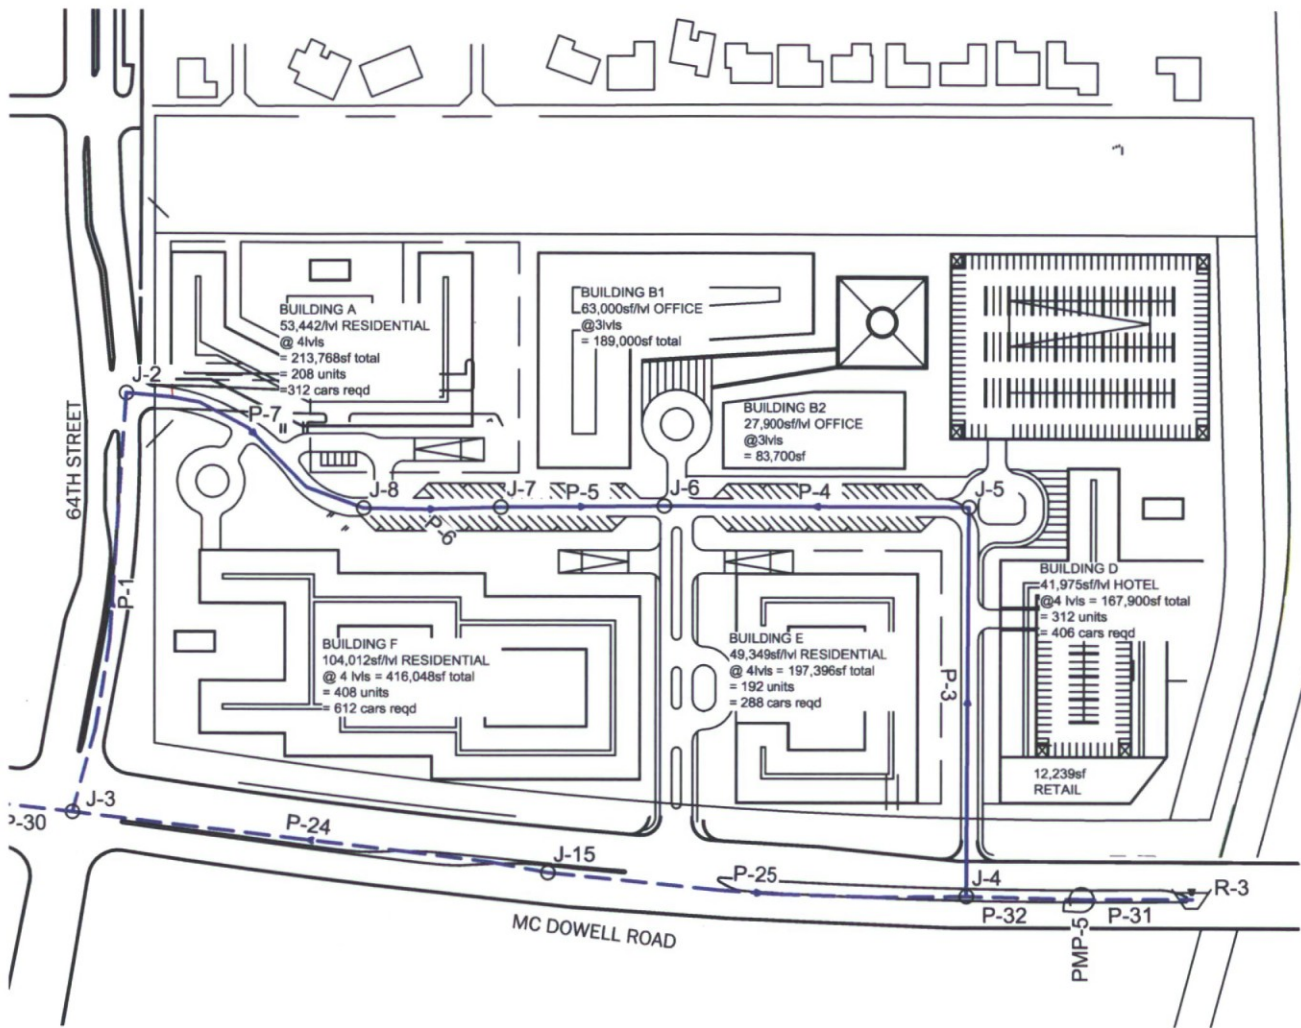 BUILDING A
53,442/lvl RESIDENTIAL
@ 4lvls
= 213,768sf total
= 208 units
=312 cars reqd
BUILDING B1
63,000sf/lvl OFFICE
@3lvls
= 189,000sf total
BUILDING B2
27,900sf/lvl OFFICE
@3lvls
= 83,700sf
J-2
P-7
64TH STREET
J-8
J-7
P-5
J-6
P-4
J-5
P-6
P-1
BUILDING D
41,975sf/lvl HOTEL
@4 lvls = 167,900sf total
= 312 units
= 406 cars reqd
BUILDING F
104,012sf/lvl RESIDENTIAL
@ 4 lvls = 416,048sf total
= 408 units
= 612 cars reqd
BUILDING E
49,349sf/lvl RESIDENTIAL
@ 4lvls = 197,396sf total
= 192 units
= 288 cars reqd
P-3
12,239sf
RETAIL
J-3
P-30
P-24
J-15
P-25
J-4
R-3
P-32
PMP-5
P-31
MC DOWELL ROAD